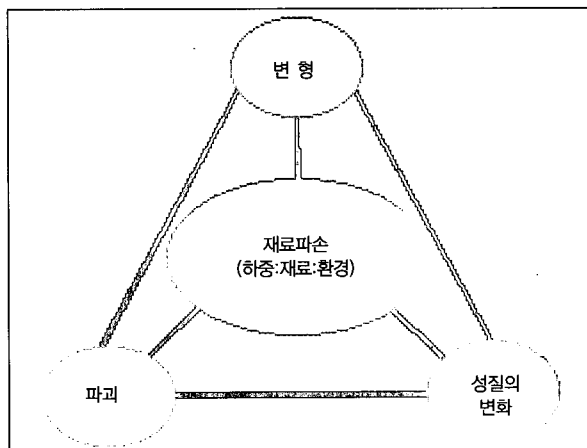 변 형
재료파손
(하중:재료:환경)
파괴
성질의
변화